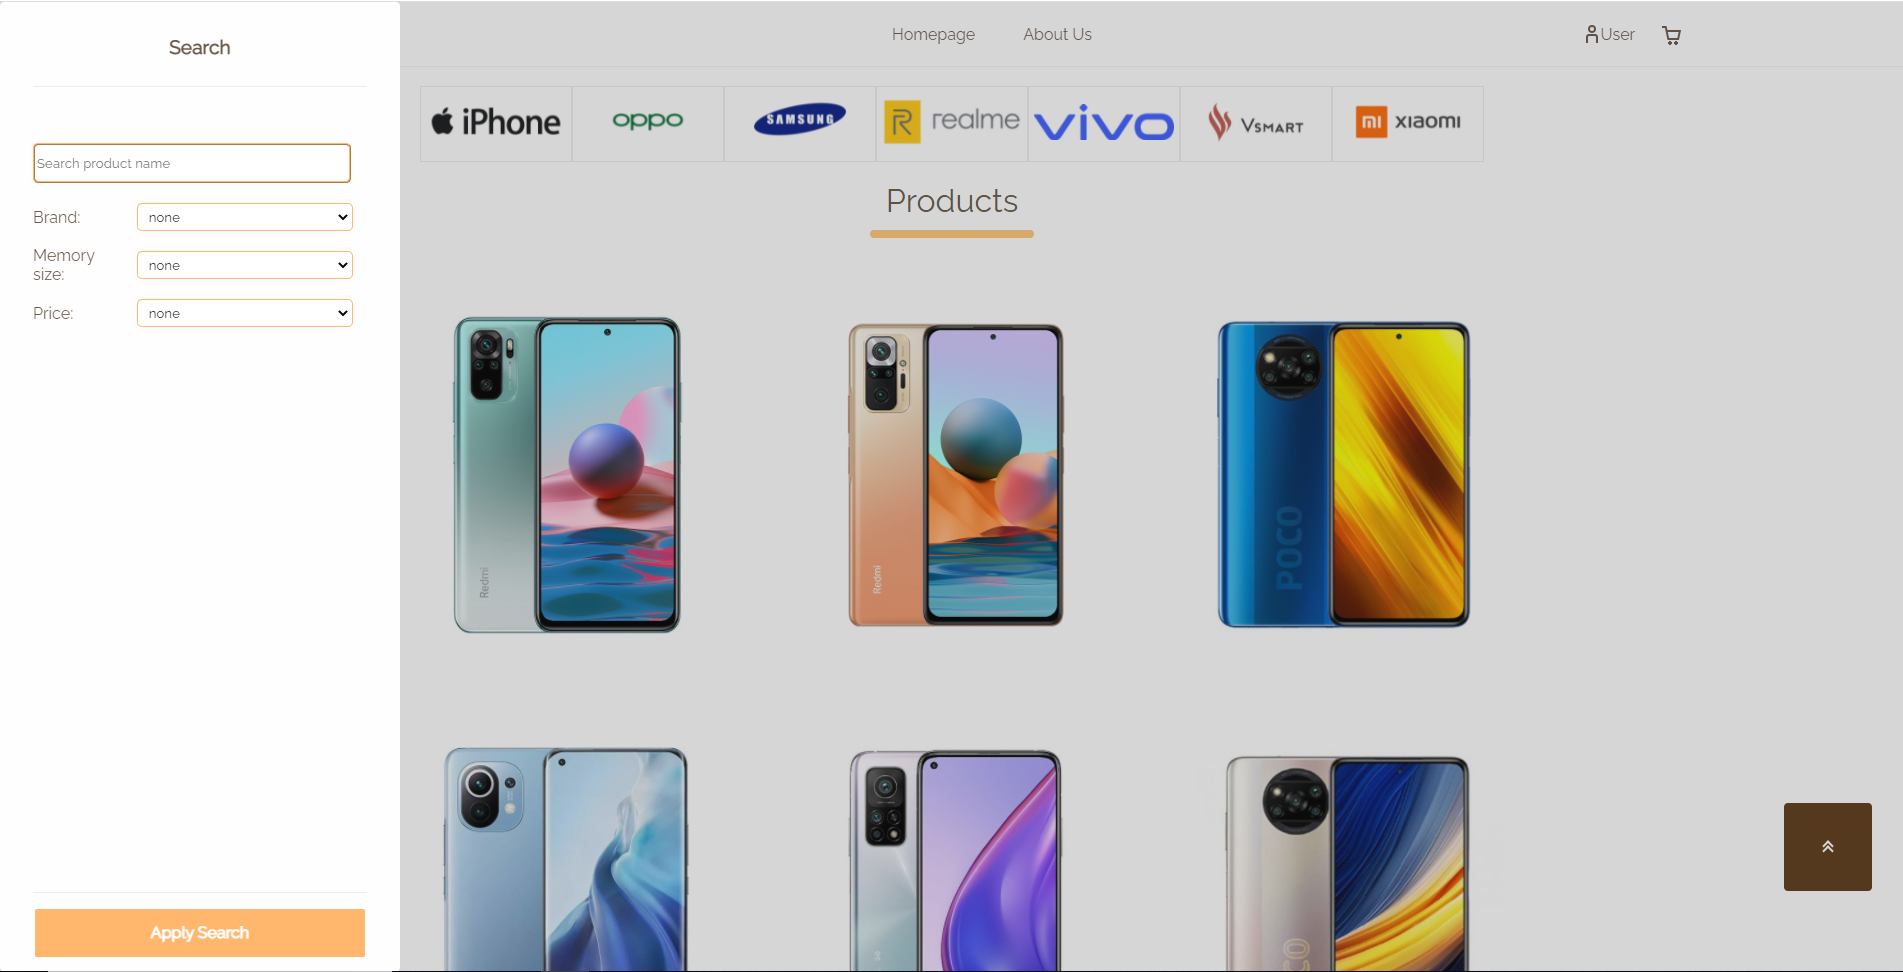 Search
Search product name
Brand:
none
Memory
size:
none
Price:
none
Apply Search
Homepage
About Us
User
iPhone
oppo
SAMSUNG
realme
vivo
VSMART
mi
xiaomi
Products
Redmi
Redmi
POCO